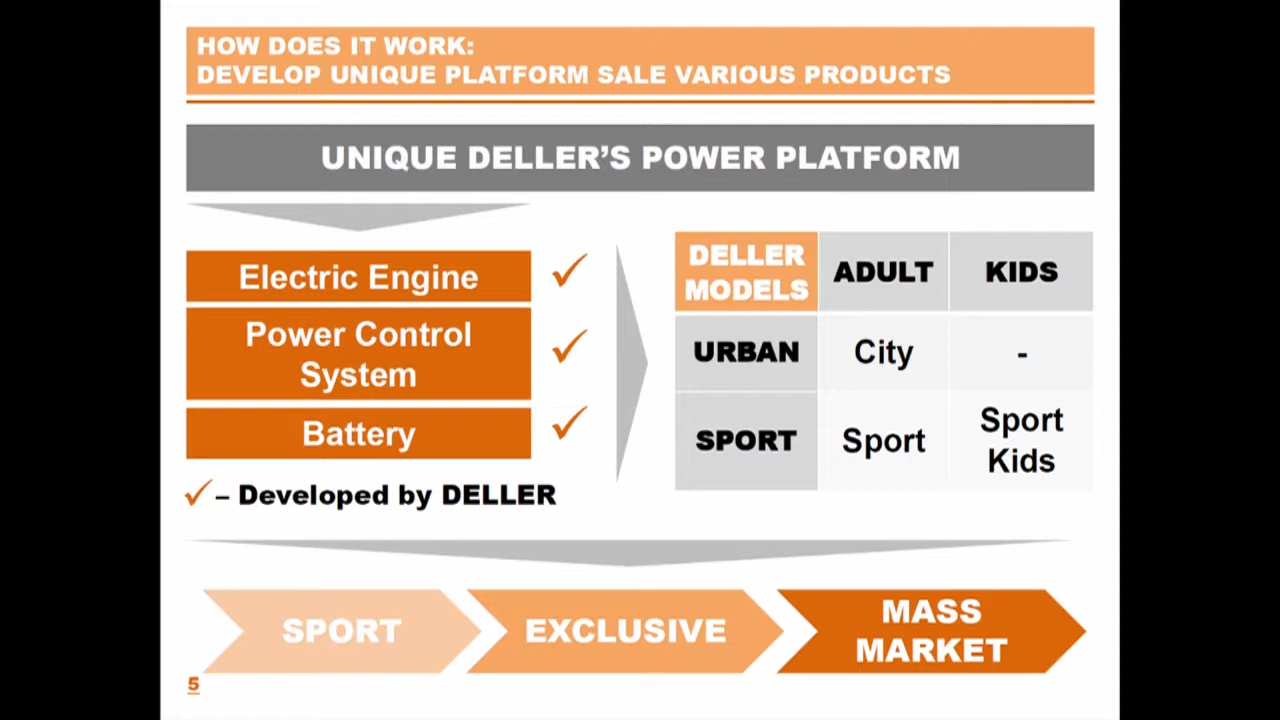 HOW DOES IT WORK:
DEVELOP UNIQUE PLATFORM SALE VARIOUS PRODUCTS
UNIQUE DELLER’S POWER PLATFORM
Electric Engine
Power Control
System
Battery
– Developed by DELLER
DELLER
MODELS
ADULT
KIDS
URBAN
City
-
SPORT
Sport
Sport
Kids
SPORT
EXCLUSIVE
MASS
MARKET
5